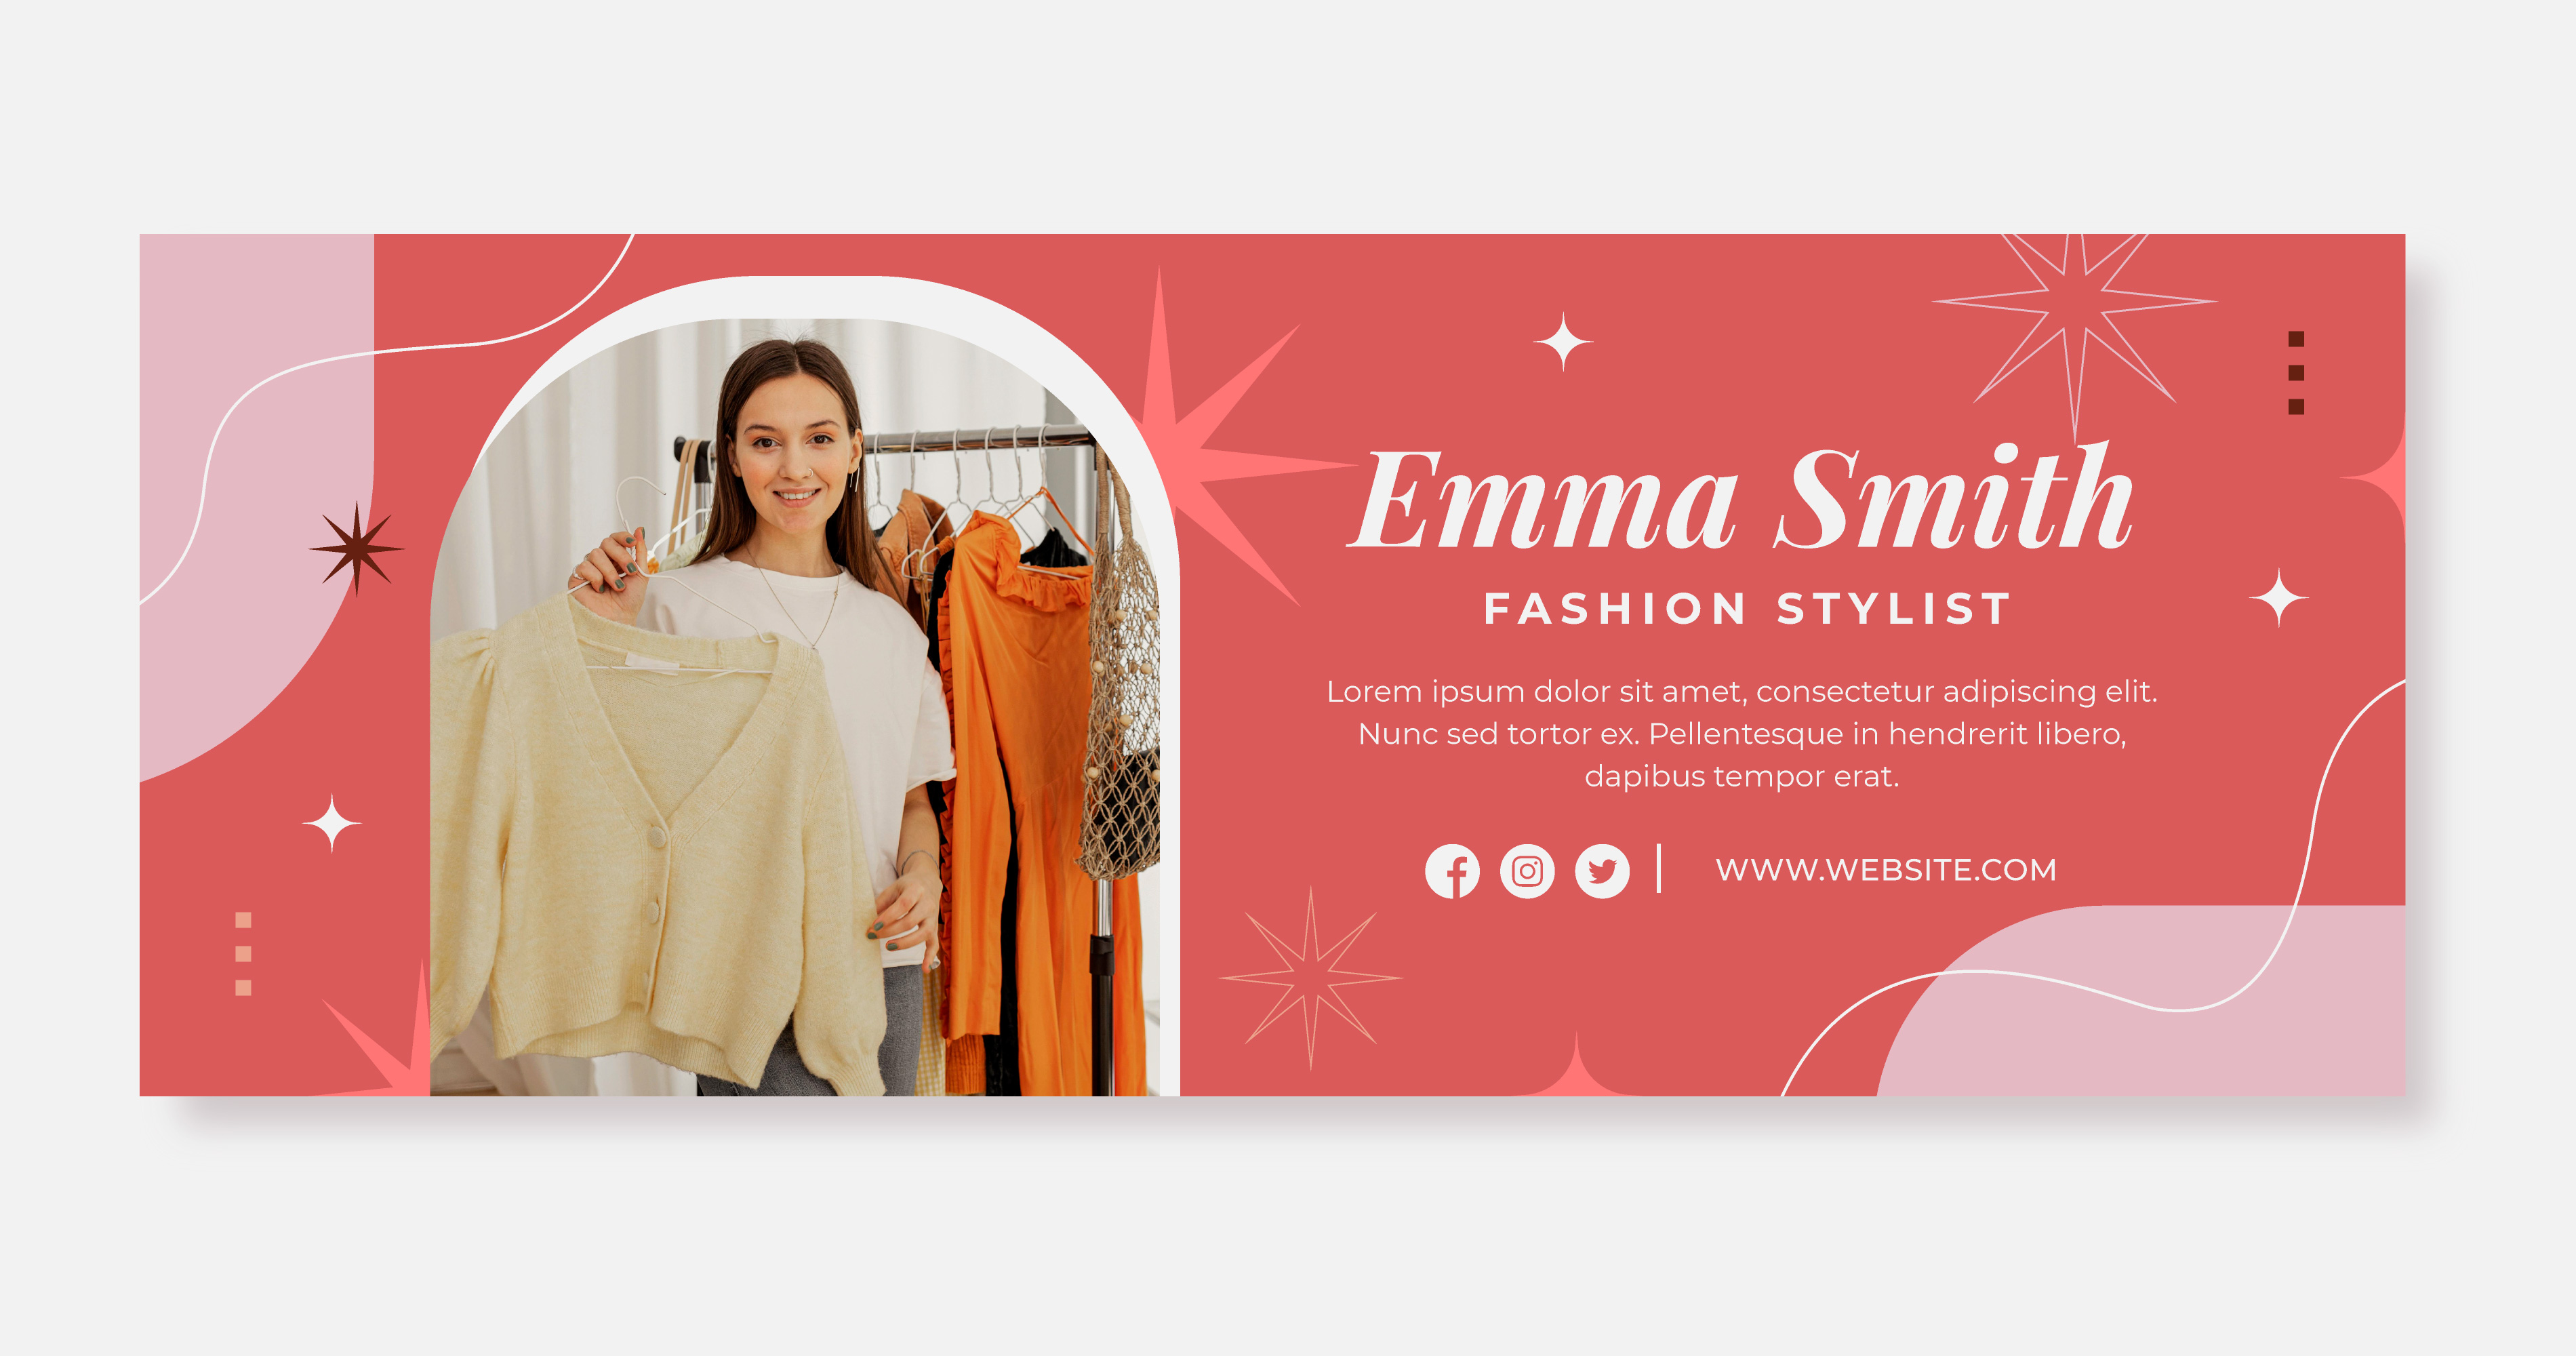 Emma Smith
FASHION STYLIST
Lorem ipsum dolor sit amet, consectetur adipiscing elit.
Nunc sed tortor ex. Pellentesque in hendrerit libero,
dapibus tempor erat.
WWW.WEBSITE.COM